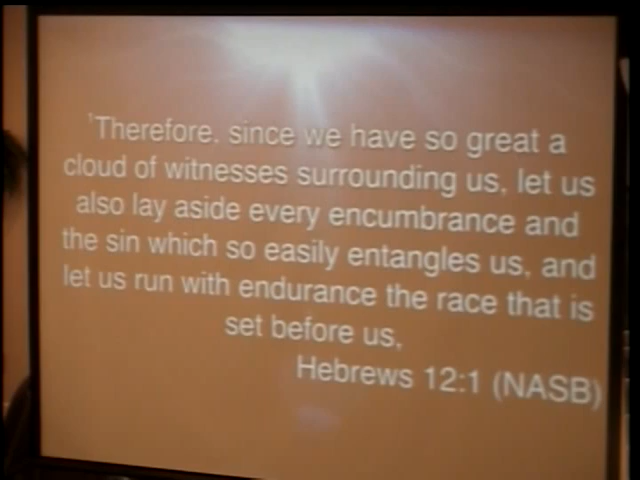 'Therefore, since we have so great a
cloud of witnesses surrounding us, let us
also lay aside every encumbrance and
the sin which so easily entangles us, and
let us run with endurance the race that is
set before us,
Hebrews 12:1 (NASB)